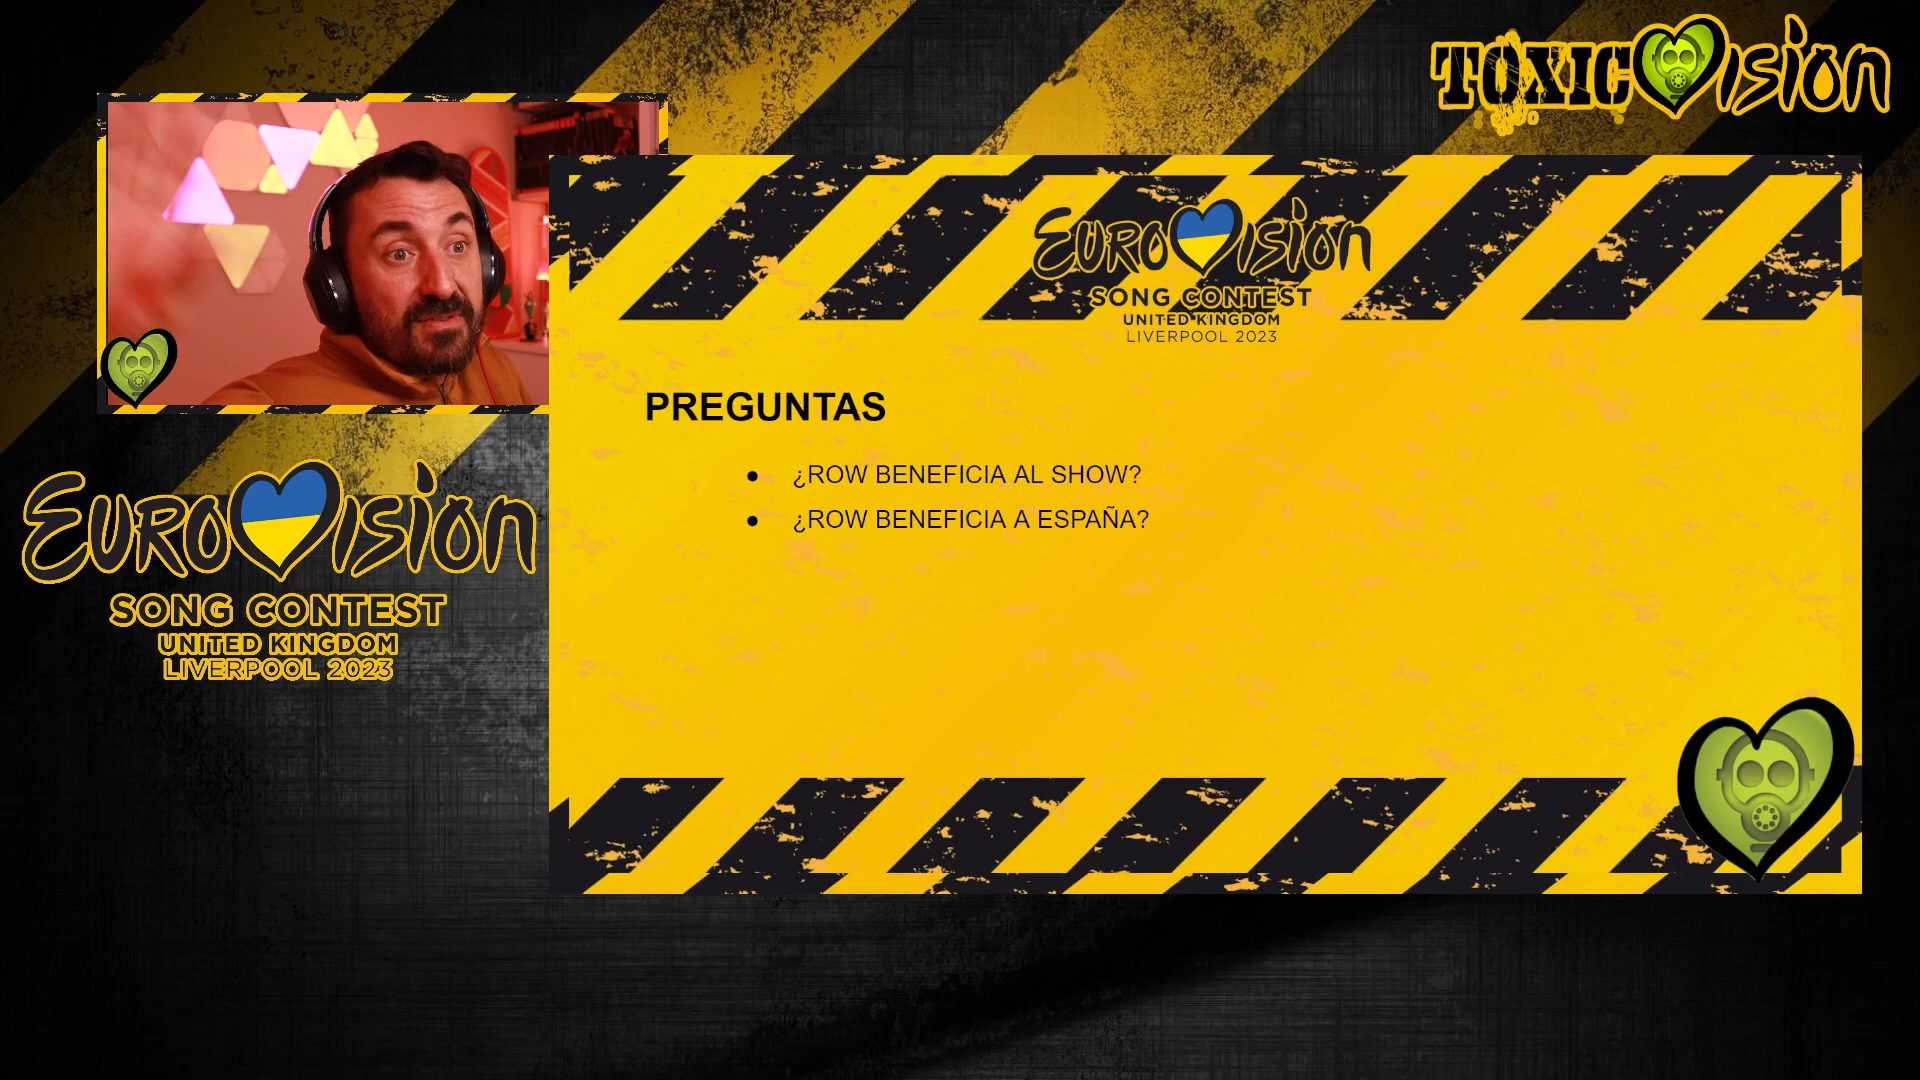 TOXICVISION
EUROVISION
SONG CONTEST
UNITED KINGDOM
LIVERPOOL 2023
PREGUNTAS
● ¿ROW BENEFICIA AL SHOW?
● ¿ROW BENEFICIA A ESPAÑA?
EUROVISION
SONG CONTEST
UNITED KINGDOM
LIVERPOOL 2023